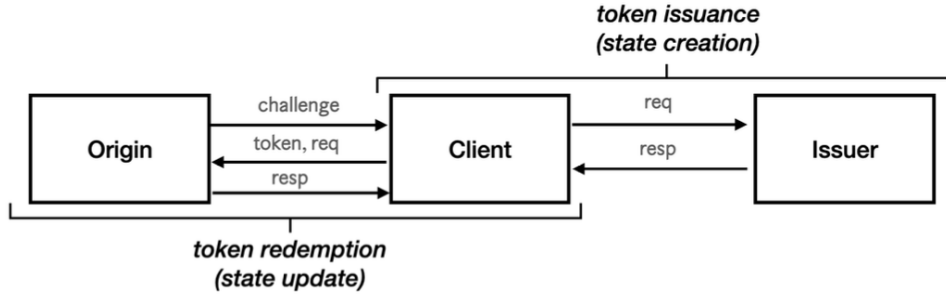 token issuance
(state creation)
challenge
req
Origin
token, req
Client
resp
Issuer
resp
token redemption
(state update)